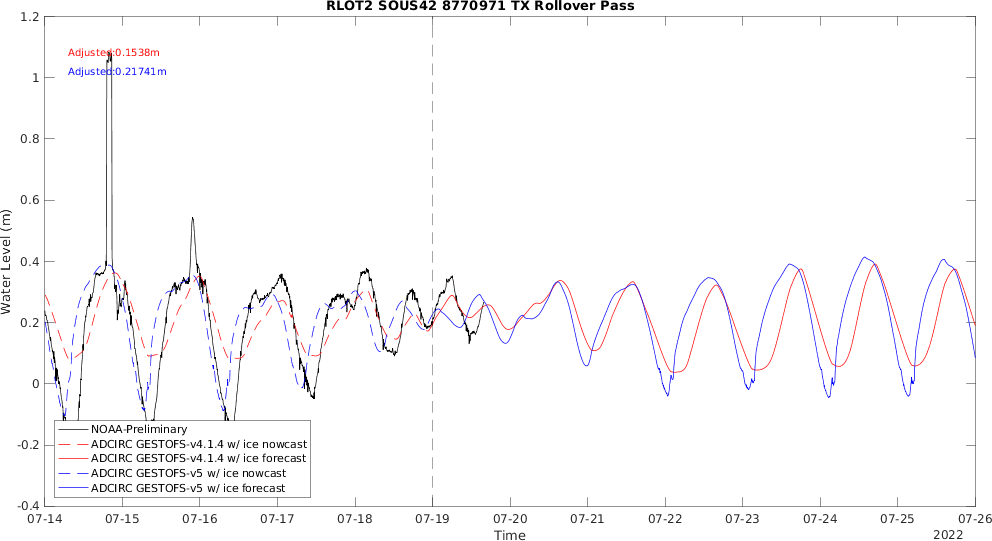 RLOT2 SOUS42 8770971 TX Rollover Pass
1.2
1
0.8
0.6
0.4
0.2
0
-0.2
-0.4
Water Level (m)
Adjusted:0.1538m
Adjusted:0.21741m
NOAA-Preliminary
ADCIRC GESTOFS-v4.1.4 w/ ice nowcast
ADCIRC GESTOFS-v4.1.4 w/ ice forecast
ADCIRC GESTOFS-v5 w/ ice nowcast
ADCIRC GESTOFS-v5 w/ ice forecast
07-14 07-15 07-16 07-17 07-18 07-19 07-20 07-21 07-22 07-23 07-24 07-25 07-26
Time
2022